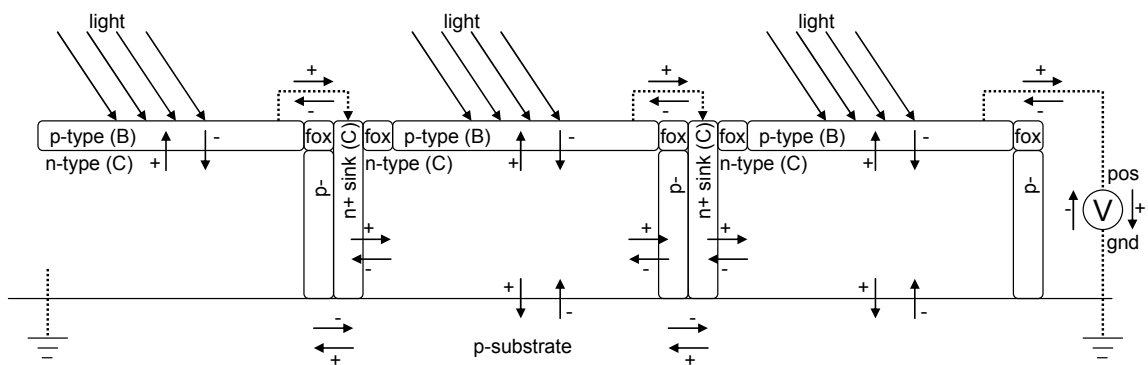 light light light
+ + +
- - -
p-type (B) fox n+ sink (C) fox p-type (B) fox n+ sink (C) fox p-type (B) fox
+ - + - + -
n-type (C) n-type (C) n-type (C)
p- p- p-
pos
- V +
gnd
+ + +
- - -
+ - + -
- -
+ +
p-substrate